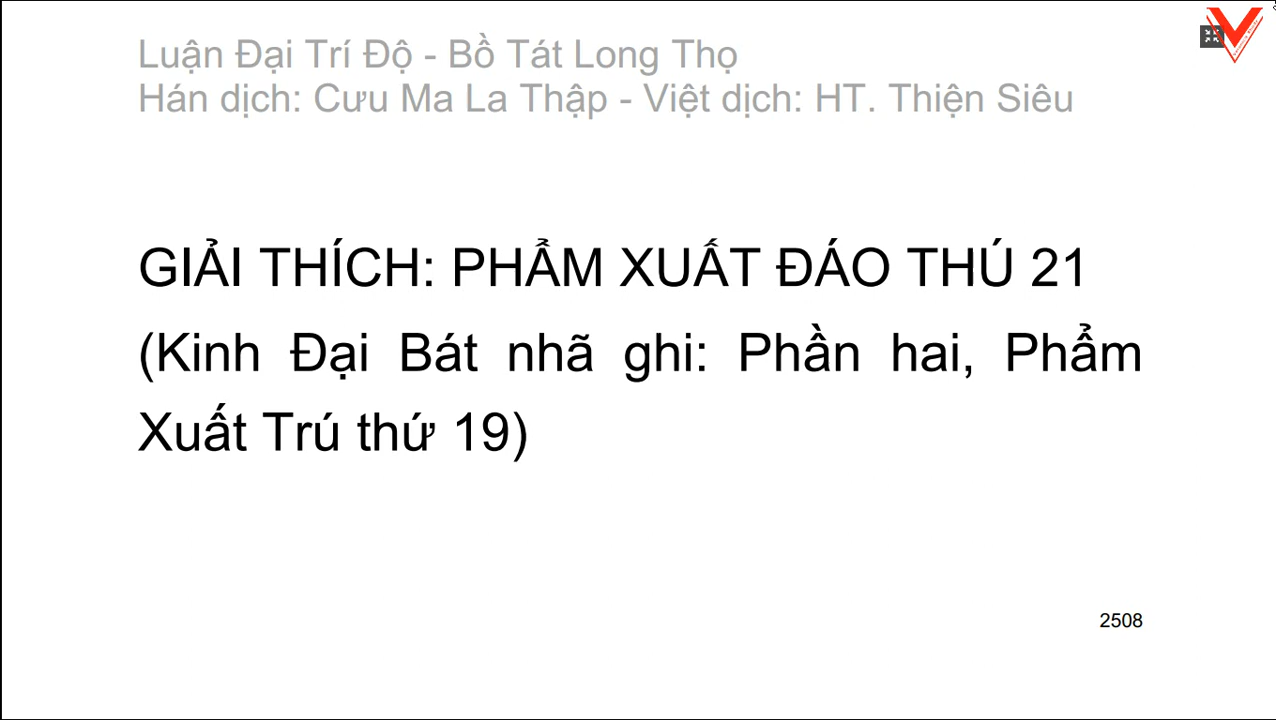 Luận Đại Trí Độ - Bồ Tát Long Thọ
Hán dịch: Cưu Ma La Thập - Việt dịch: HT. Thiện Siêu
GIẢI THÍCH: PHẨM XUẤT ĐÁO THÚ 21
(Kinh Đại Bát nhã ghi: Phần hai, Phẩm
Xuất Trú thứ 19)
2508